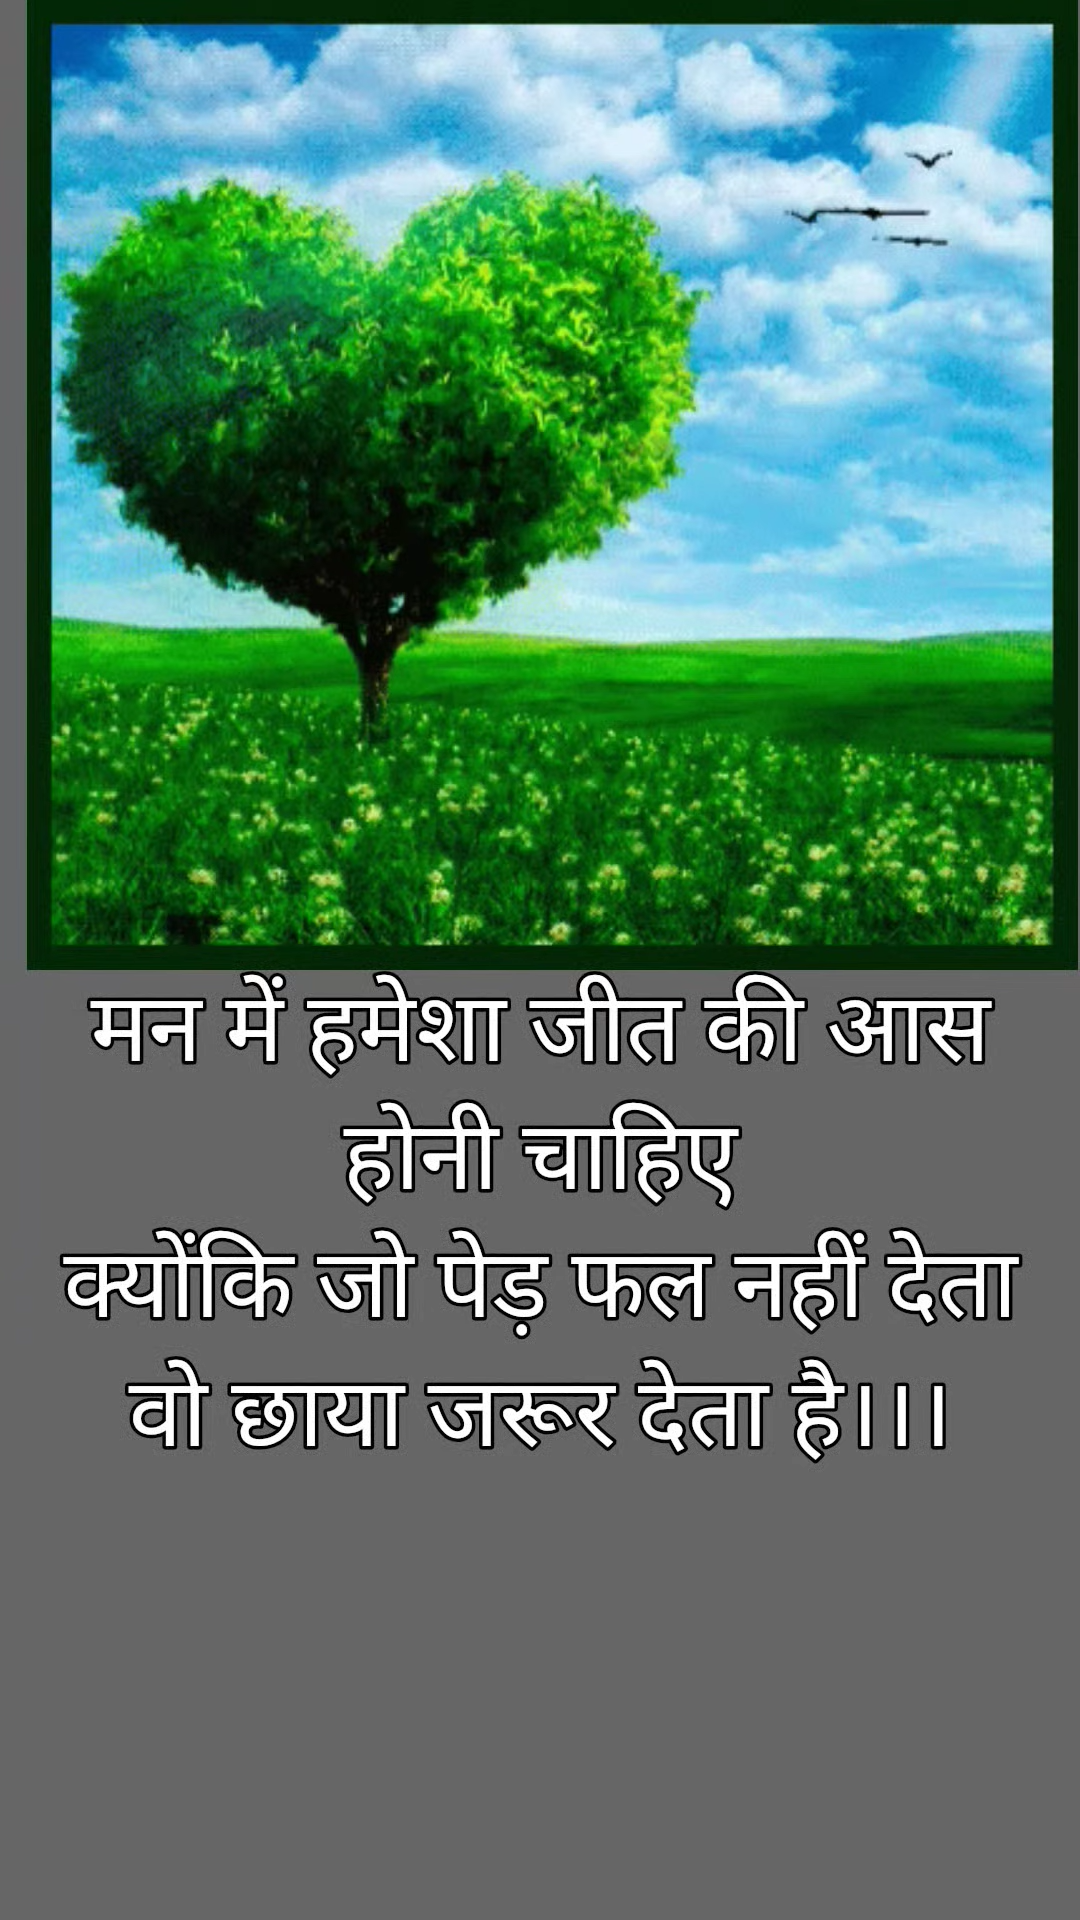 मन में हमेशा जीत की आस
होनी चाहिए
क्योंकि जो पेड़ फल नहीं देता
वो छाया जरूर देता है।।।